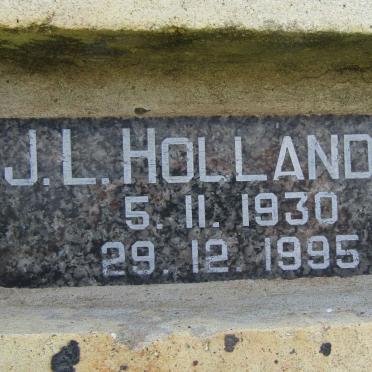 J. L. HOLLAND
5. 11. 1930
29. 12. 1995